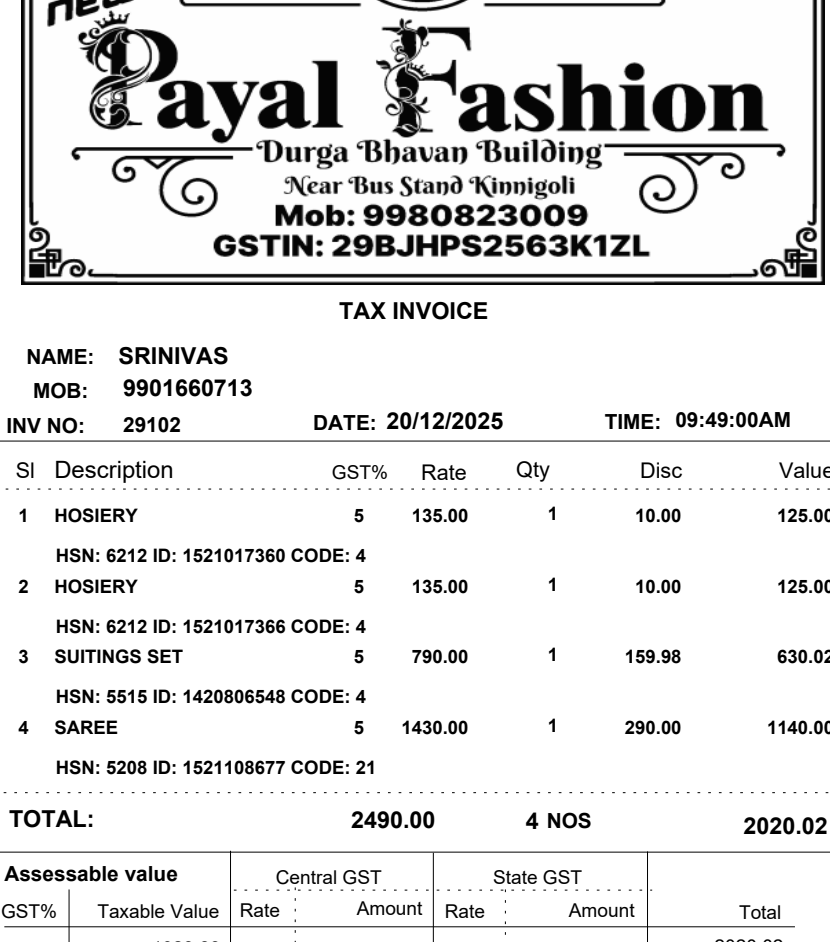 new
Payal Fashion
Durga Bhavan Building
Near Bus Stand Kinnigoli
Mob: 9980823009
GSTIN: 29BJHPS2563K1ZL
TAX INVOICE
NAME: SRINIVAS
MOB: 9901660713
INV NO: 29102 DATE: 20/12/2025 TIME: 09:49:00AM
Sl Description GST% Rate Qty Disc Value
1 HOSIERY 5 135.00 1 10.00 125.00
HSN: 6212 ID: 1521017360 CODE: 4
2 HOSIERY 5 135.00 1 10.00 125.00
HSN: 6212 ID: 1521017366 CODE: 4
3 SUITINGS SET 5 790.00 1 159.98 630.02
HSN: 5515 ID: 1420806548 CODE: 4
4 SAREE 5 1430.00 1 290.00 1140.00
HSN: 5208 ID: 1521108677 CODE: 21
TOTAL: 2490.00 4 NOS 2020.02
Assessable value Central GST State GST
GST% Taxable Value Rate Amount Rate Amount Total